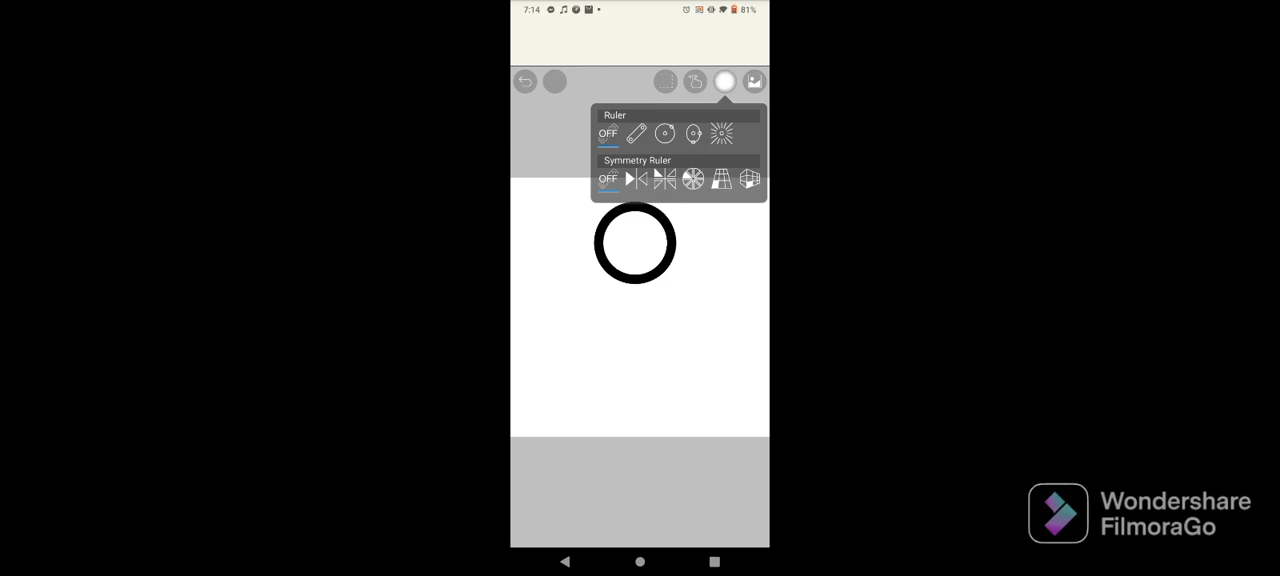 7:14
81%
Ruler
OFF
Symmetry Ruler
OFF
Wondershare
FilmoraGo